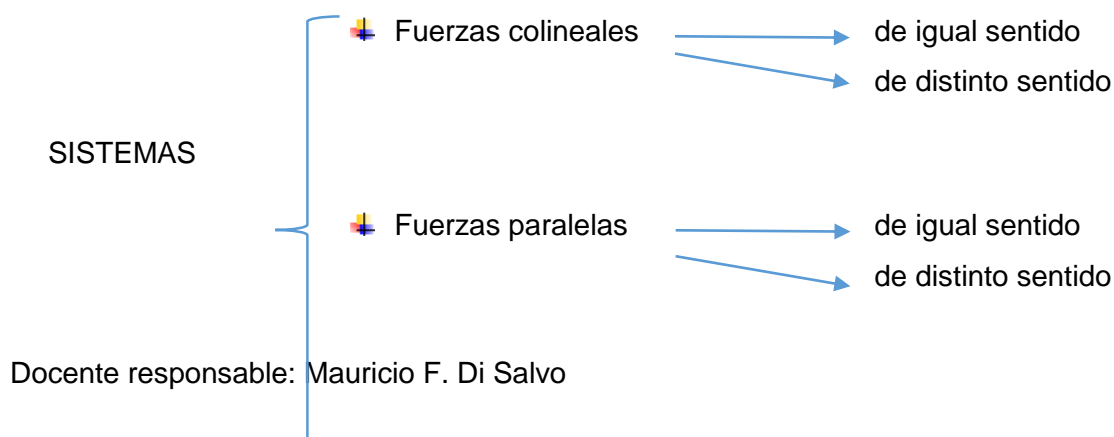 Fuerzas colineales de igual sentido
de distinto sentido
SISTEMAS
Fuerzas paralelas de igual sentido
de distinto sentido
Docente responsable: Mauricio F. Di Salvo